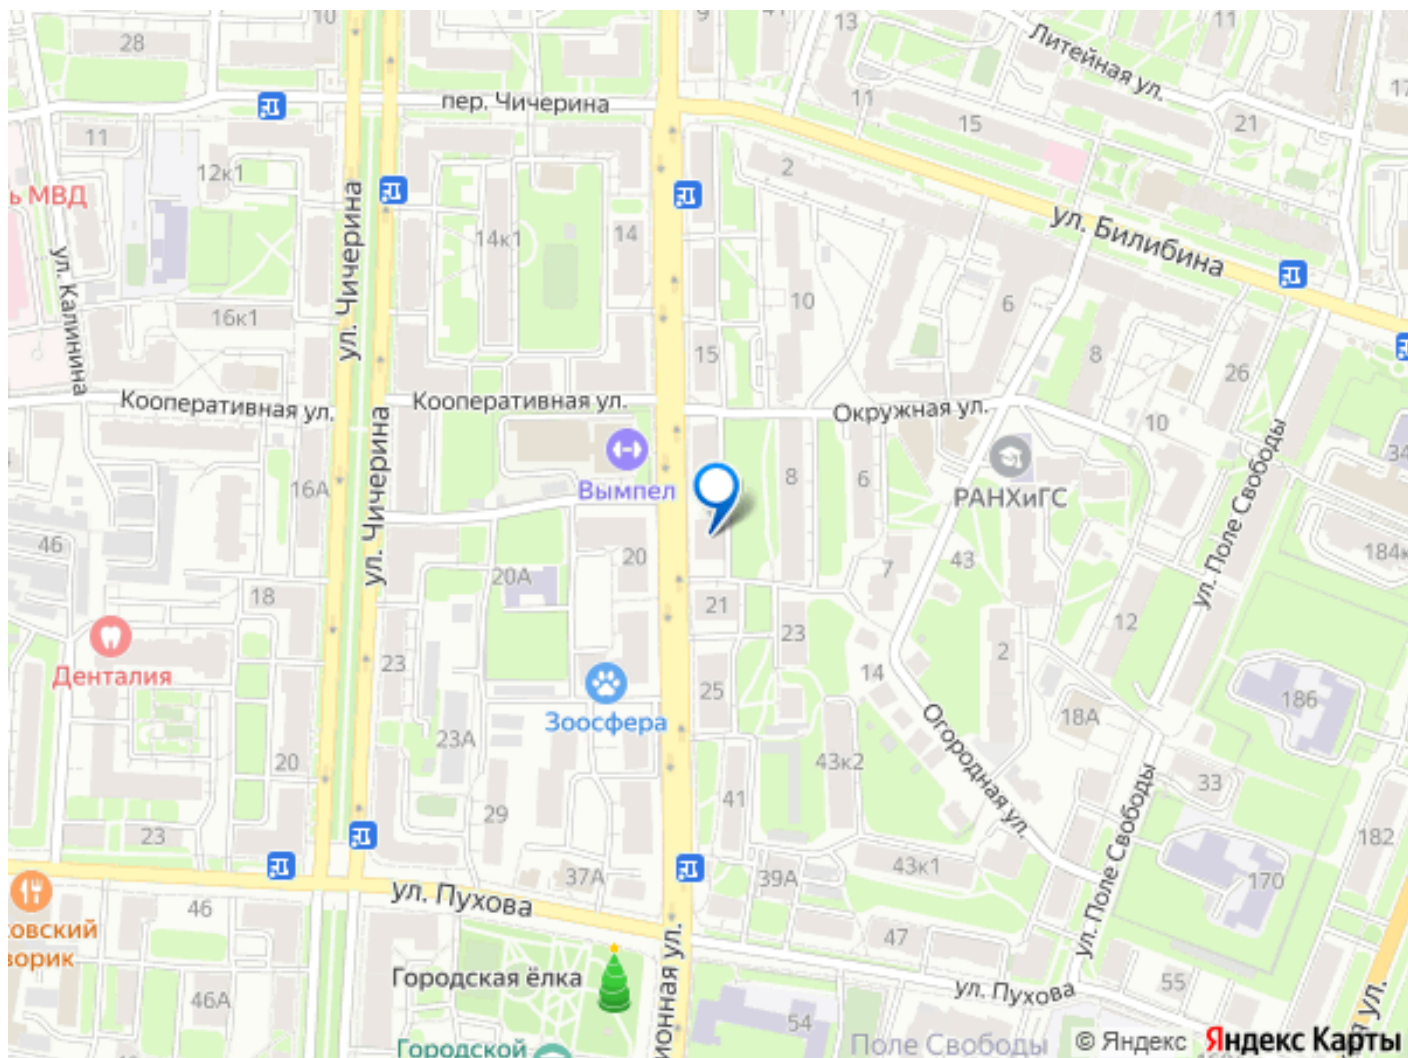 10
28
9
13
11
Литейная ул.
17
пер. Чичерина
11
15
21
11
12к1
2
ь МВД
ул. Чичерина
14к1
14
ул. Билибина
ул. Калинина
16к1
10
6
15
8
26
Кооперативная ул.
Кооперативная ул.
Окружная ул.
10
ул. Чичерина
Вымпел
8
6
РАНХиГС
34
ул. Поле Свободы
16А
46
20
184к
43
7
20А
18
21
12
23
2
Денталия
23
14
25
186
Зоосфера
18А
23А
Огородная ул.
20
43к2
33
41
29
ул. Поле Свободы
23
182
43к1
37А
39А
170
ул. Пухова
46
овский
47
ворик
Городская ёлка
ионная ул.
ул. Пухова
55
46А
54
Городской
Поле Свободы
© Яндекс Яндекс Карты
я ул.